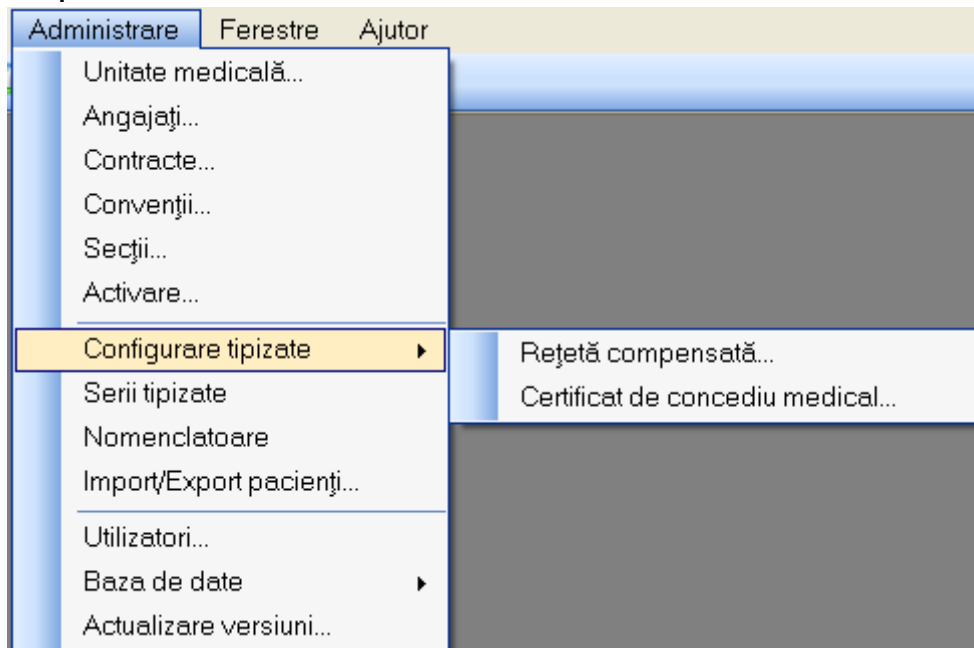 Administrare Ferestre Ajutor
Unitate medicală...
Angajaţi...
Contracte...
Convenţii...
Secţii...
Activare...
Configurare tipizate
Reţetă compensată...
Serii tipizate
Certificat de concediu medical...
Nomenclatoare
Import/Export pacienţi...
Utilizatori...
Baza de date
Actualizare versiuni...